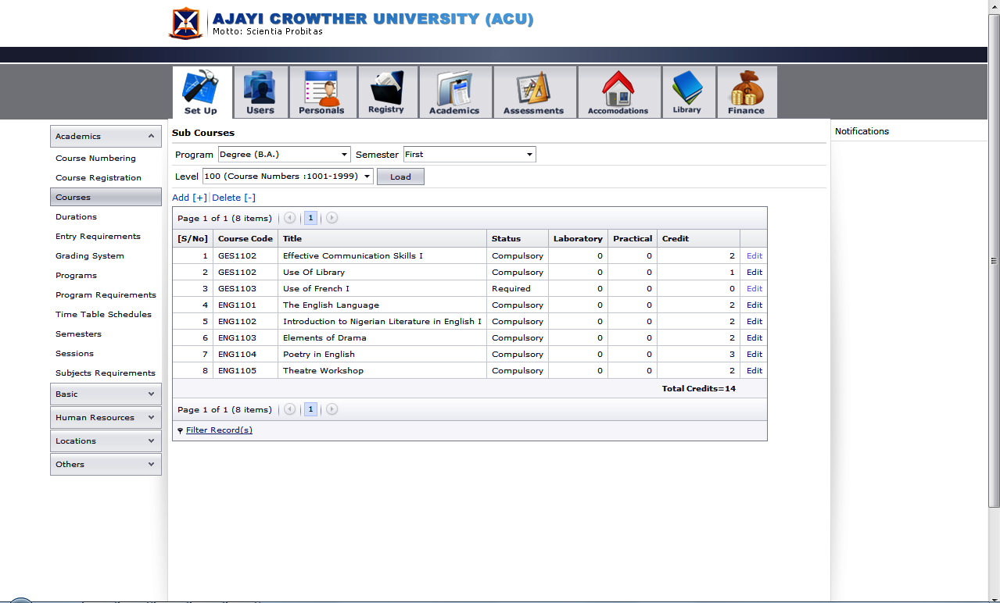 AJAYI CROWTHER UNIVERSITY (ACU)
Motto: Scientia Probitas
Set Up Users Personals Registry Academics Assessments Accomodations Library Finance
Academics
Course Numbering
Course Registration
Courses
Durations
Entry Requirements
Grading System
Programs
Program Requirements
Time Table Schedules
Semesters
Sessions
Subjects Requirements
Basic
Human Resources
Locations
Others
Sub Courses
Program Degree (B.A.) Semester First
Level 100 (Course Numbers :1001-1999) Load
Add [+] Delete [-]
Page 1 of 1 (8 items) 1
[S/No] Course Code Title Status Laboratory Practical Credit
1 GES1102 Effective Communication Skills I Compulsory 0 0 2 Edit
2 GES1102 Use Of Library Compulsory 0 0 1 Edit
3 GES1103 Use of French I Required 0 0 0 Edit
4 ENG1101 The English Language Compulsory 0 0 2 Edit
5 ENG1102 Introduction to Nigerian Literature in English I Compulsory 0 0 2 Edit
6 ENG1103 Elements of Drama Compulsory 0 0 2 Edit
7 ENG1104 Poetry in English Compulsory 0 0 3 Edit
8 ENG1105 Theatre Workshop Compulsory 0 0 2 Edit
Total Credits=14
Page 1 of 1 (8 items) 1
Filter Record(s)
Notifications